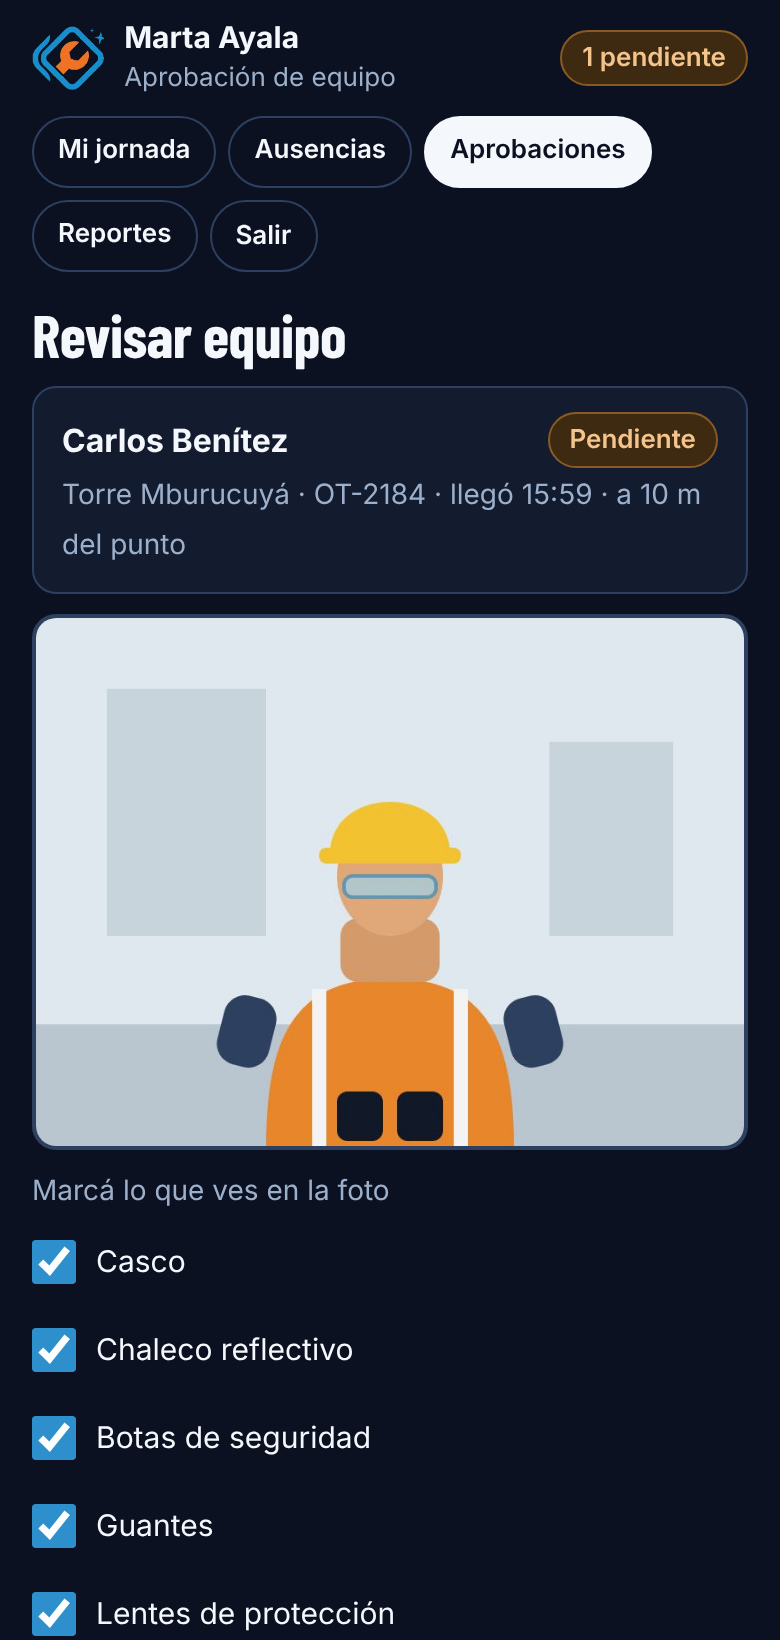 Marta Ayala
Aprobación de equipo
1 pendiente
Mi jornada
Ausencias
Aprobaciones
Reportes
Salir
Revisar equipo
Carlos Benítez
Pendiente
Torre Mburucuyá · OT-2184 · llegó 15:59 · a 10 m
del punto
Marcá lo que ves en la foto
Casco
Chaleco reflectivo
Botas de seguridad
Guantes
Lentes de protección